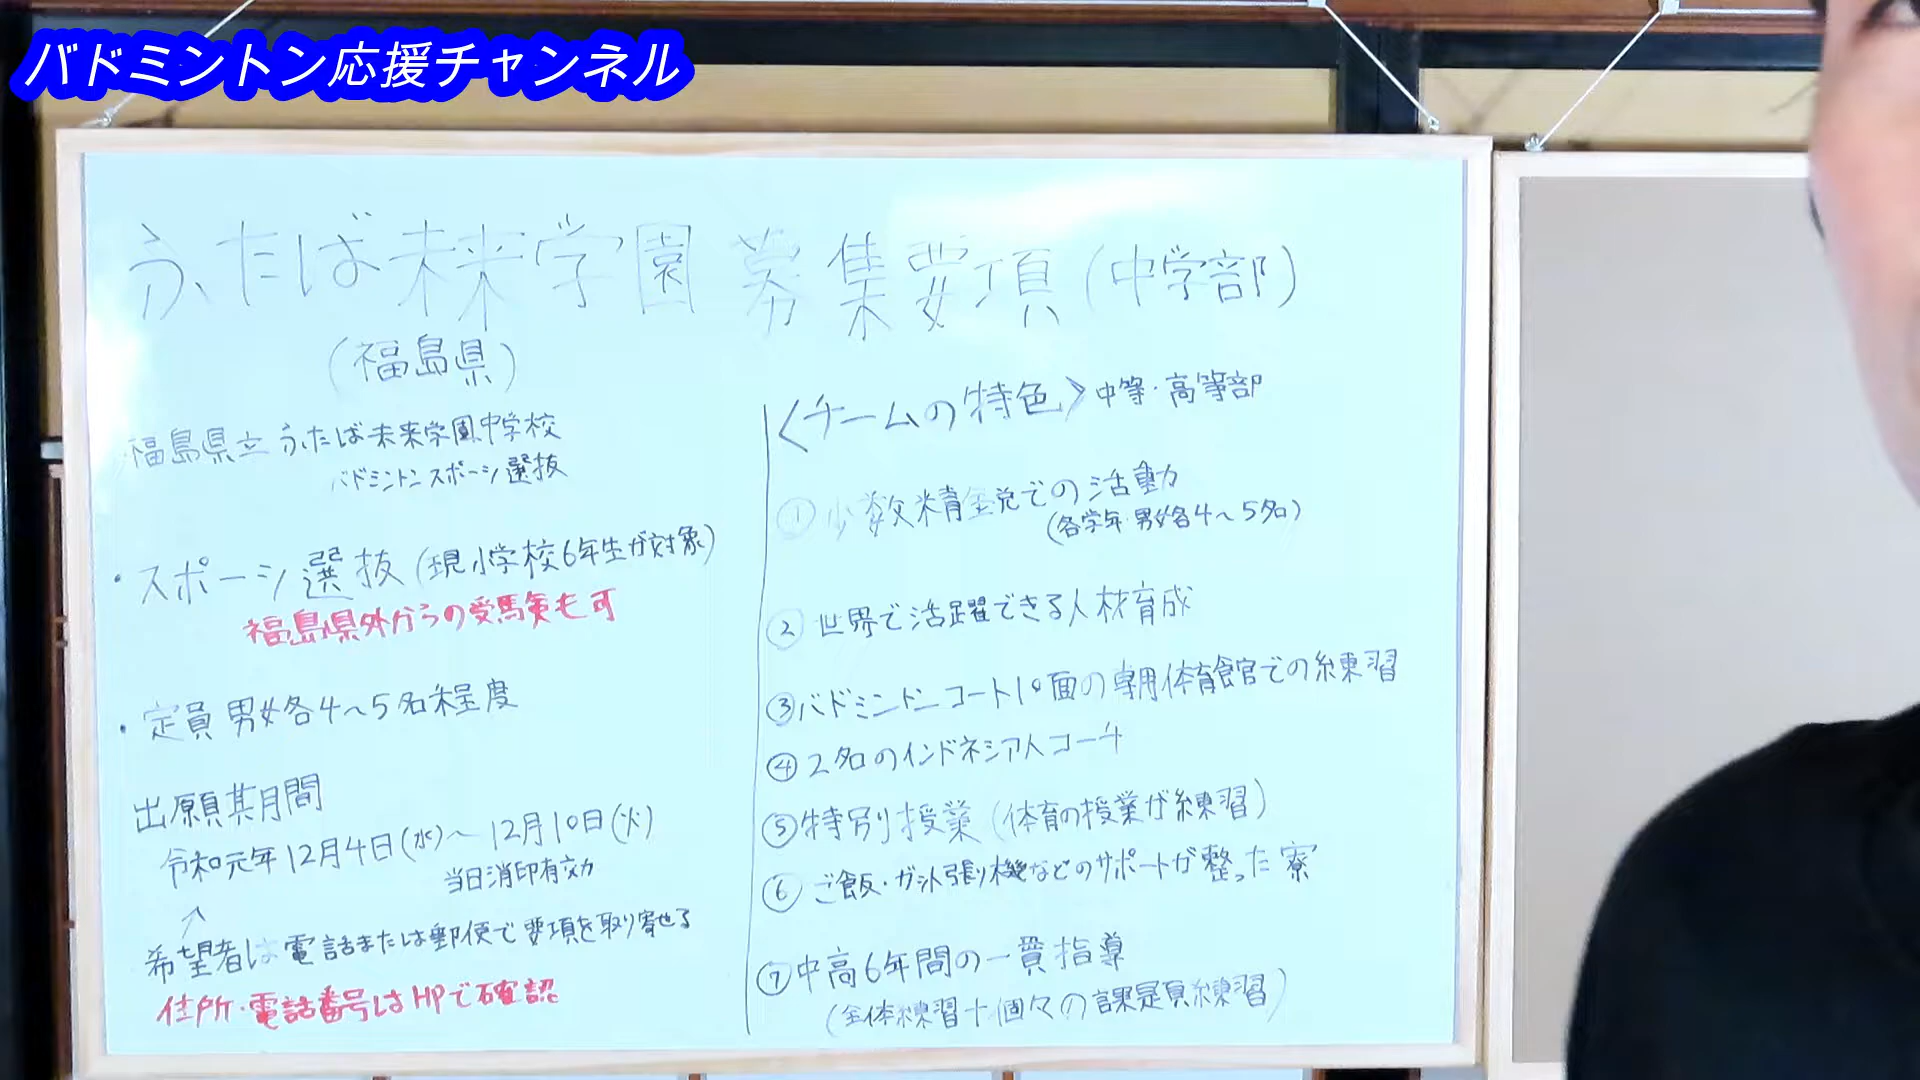 バドミントン応援チャンネル
ふたば未来学園 募集要項(中学部)
(福島県)
福島県立ふたば未来学園中学校
バドミントンスポーツ選抜
・スポーツ選抜(現小学校6年生が対象)
福島県外からの受験も可
・定員 男女各4〜5名程度
出願期間
令和元年12月4日(水)〜12月10日(火)
当日消印有効
↑
希望者は電話または郵便で要項を取り寄せる
住所・電話番号はHPで確認
《チームの特色》中等・高等部
① 少数精鋭での活動
(各学年男女各4〜5名)
② 世界で活躍できる人材育成
③バドミントンコート10面の専用体育館での練習
④2名のインドネシア人コーチ
⑤特別授業(体育の授業が練習)
⑥ ご飯・ガット張り機などのサポートが整った寮
⑦中高6年間の一貫指導
(全体練習+個々の課題練習)